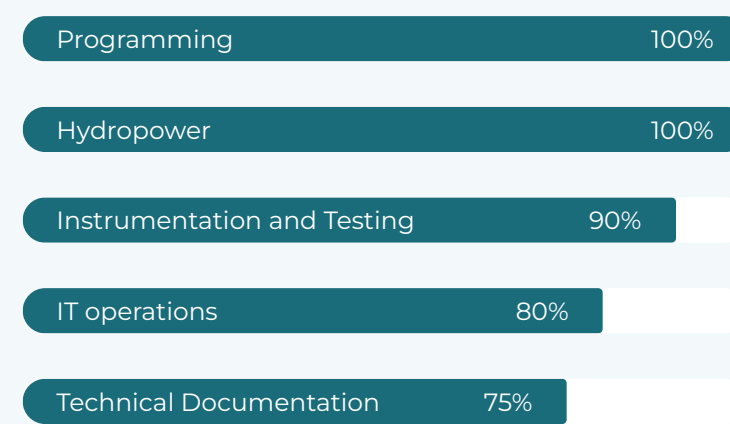 Programming 100%
Hydropower 100%
Instrumentation and Testing 90%
IT operations 80%
Technical Documentation 75%